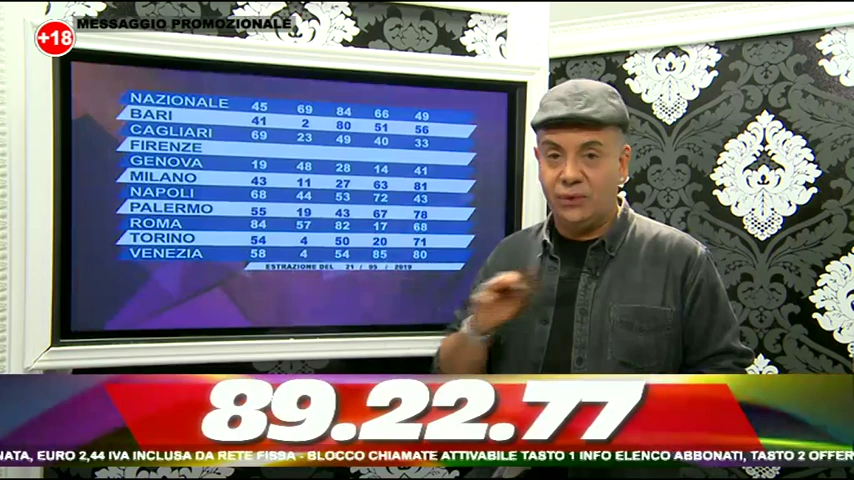 MESSAGGIO PROMOZIONALE
+18
NAZIONALE 45 69 84 66 49
BARI 41 2 80 51 56
CAGLIARI 69 23 49 40 33
FIRENZE
GENOVA 19 48 28 14 41
MILANO 43 11 27 63 81
NAPOLI 68 44 53 72 43
PALERMO 55 19 43 67 78
ROMA 84 57 82 17 68
TORINO 54 4 50 20 71
VENEZIA 58 4 54 85 80
ESTRAZIONE DEL 21 / 05 / 2019
89.22.77
NATA, EURO 2,44 IVA INCLUSA DA RETE FISSA - BLOCCO CHIAMATE ATTIVABILE TASTO 1 INFO ELENCO ABBONATI, TASTO 2 OFFER